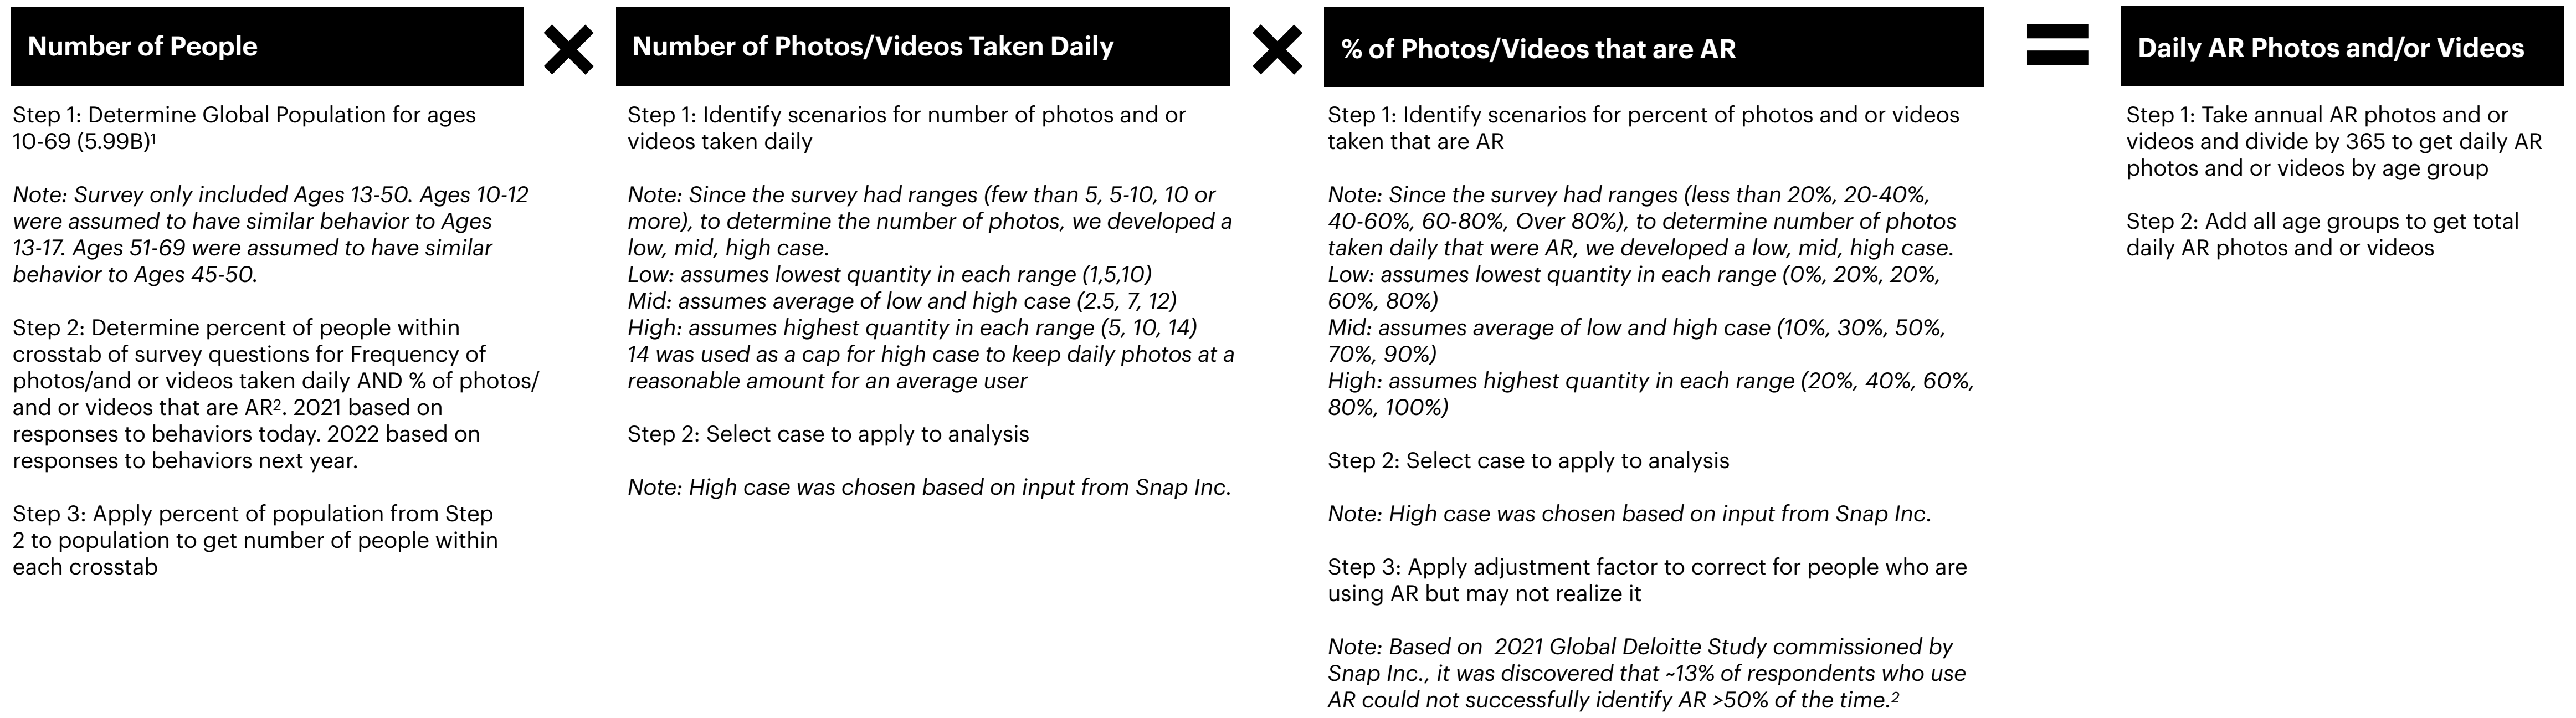 Number of People
×
Number of Photos/Videos Taken Daily
×
% of Photos/Videos that are AR
=
Daily AR Photos and/or Videos
Step 1: Determine Global Population for ages
10-69 (5.99B)¹
Note: Survey only included Ages 13-50. Ages 10-12
were assumed to have similar behavior to Ages
13-17. Ages 51-69 were assumed to have similar
behavior to Ages 45-50.
Step 2: Determine percent of people within
crosstab of survey questions for Frequency of
photos/and or videos taken daily AND % of photos/
and or videos that are AR². 2021 based on
responses to behaviors today. 2022 based on
responses to behaviors next year.
Step 3: Apply percent of population from Step
2 to population to get number of people within
each crosstab
Step 1: Identify scenarios for number of photos and or
videos taken daily
Note: Since the survey had ranges (few than 5, 5-10, 10 or
more), to determine the number of photos, we developed a
low, mid, high case.
Low: assumes lowest quantity in each range (1,5,10)
Mid: assumes average of low and high case (2.5, 7, 12)
High: assumes highest quantity in each range (5, 10, 14)
14 was used as a cap for high case to keep daily photos at a
reasonable amount for an average user
Step 2: Select case to apply to analysis
Note: High case was chosen based on input from Snap Inc.
Step 1: Identify scenarios for percent of photos and or videos
taken that are AR
Note: Since the survey had ranges (less than 20%, 20-40%,
40-60%, 60-80%, Over 80%), to determine number of photos
taken daily that were AR, we developed a low, mid, high case.
Low: assumes lowest quantity in each range (0%, 20%, 20%,
60%, 80%)
Mid: assumes average of low and high case (10%, 30%, 50%,
70%, 90%)
High: assumes highest quantity in each range (20%, 40%, 60%,
80%, 100%)
Step 2: Select case to apply to analysis
Note: High case was chosen based on input from Snap Inc.
Step 3: Apply adjustment factor to correct for people who are
using AR but may not realize it
Note: Based on  2021 Global Deloitte Study commissioned by
Snap Inc., it was discovered that ~13% of respondents who use
AR could not successfully identify AR >50% of the time.²
Step 1: Take annual AR photos and or
videos and divide by 365 to get daily AR
photos and or videos by age group
Step 2: Add all age groups to get total
daily AR photos and or videos